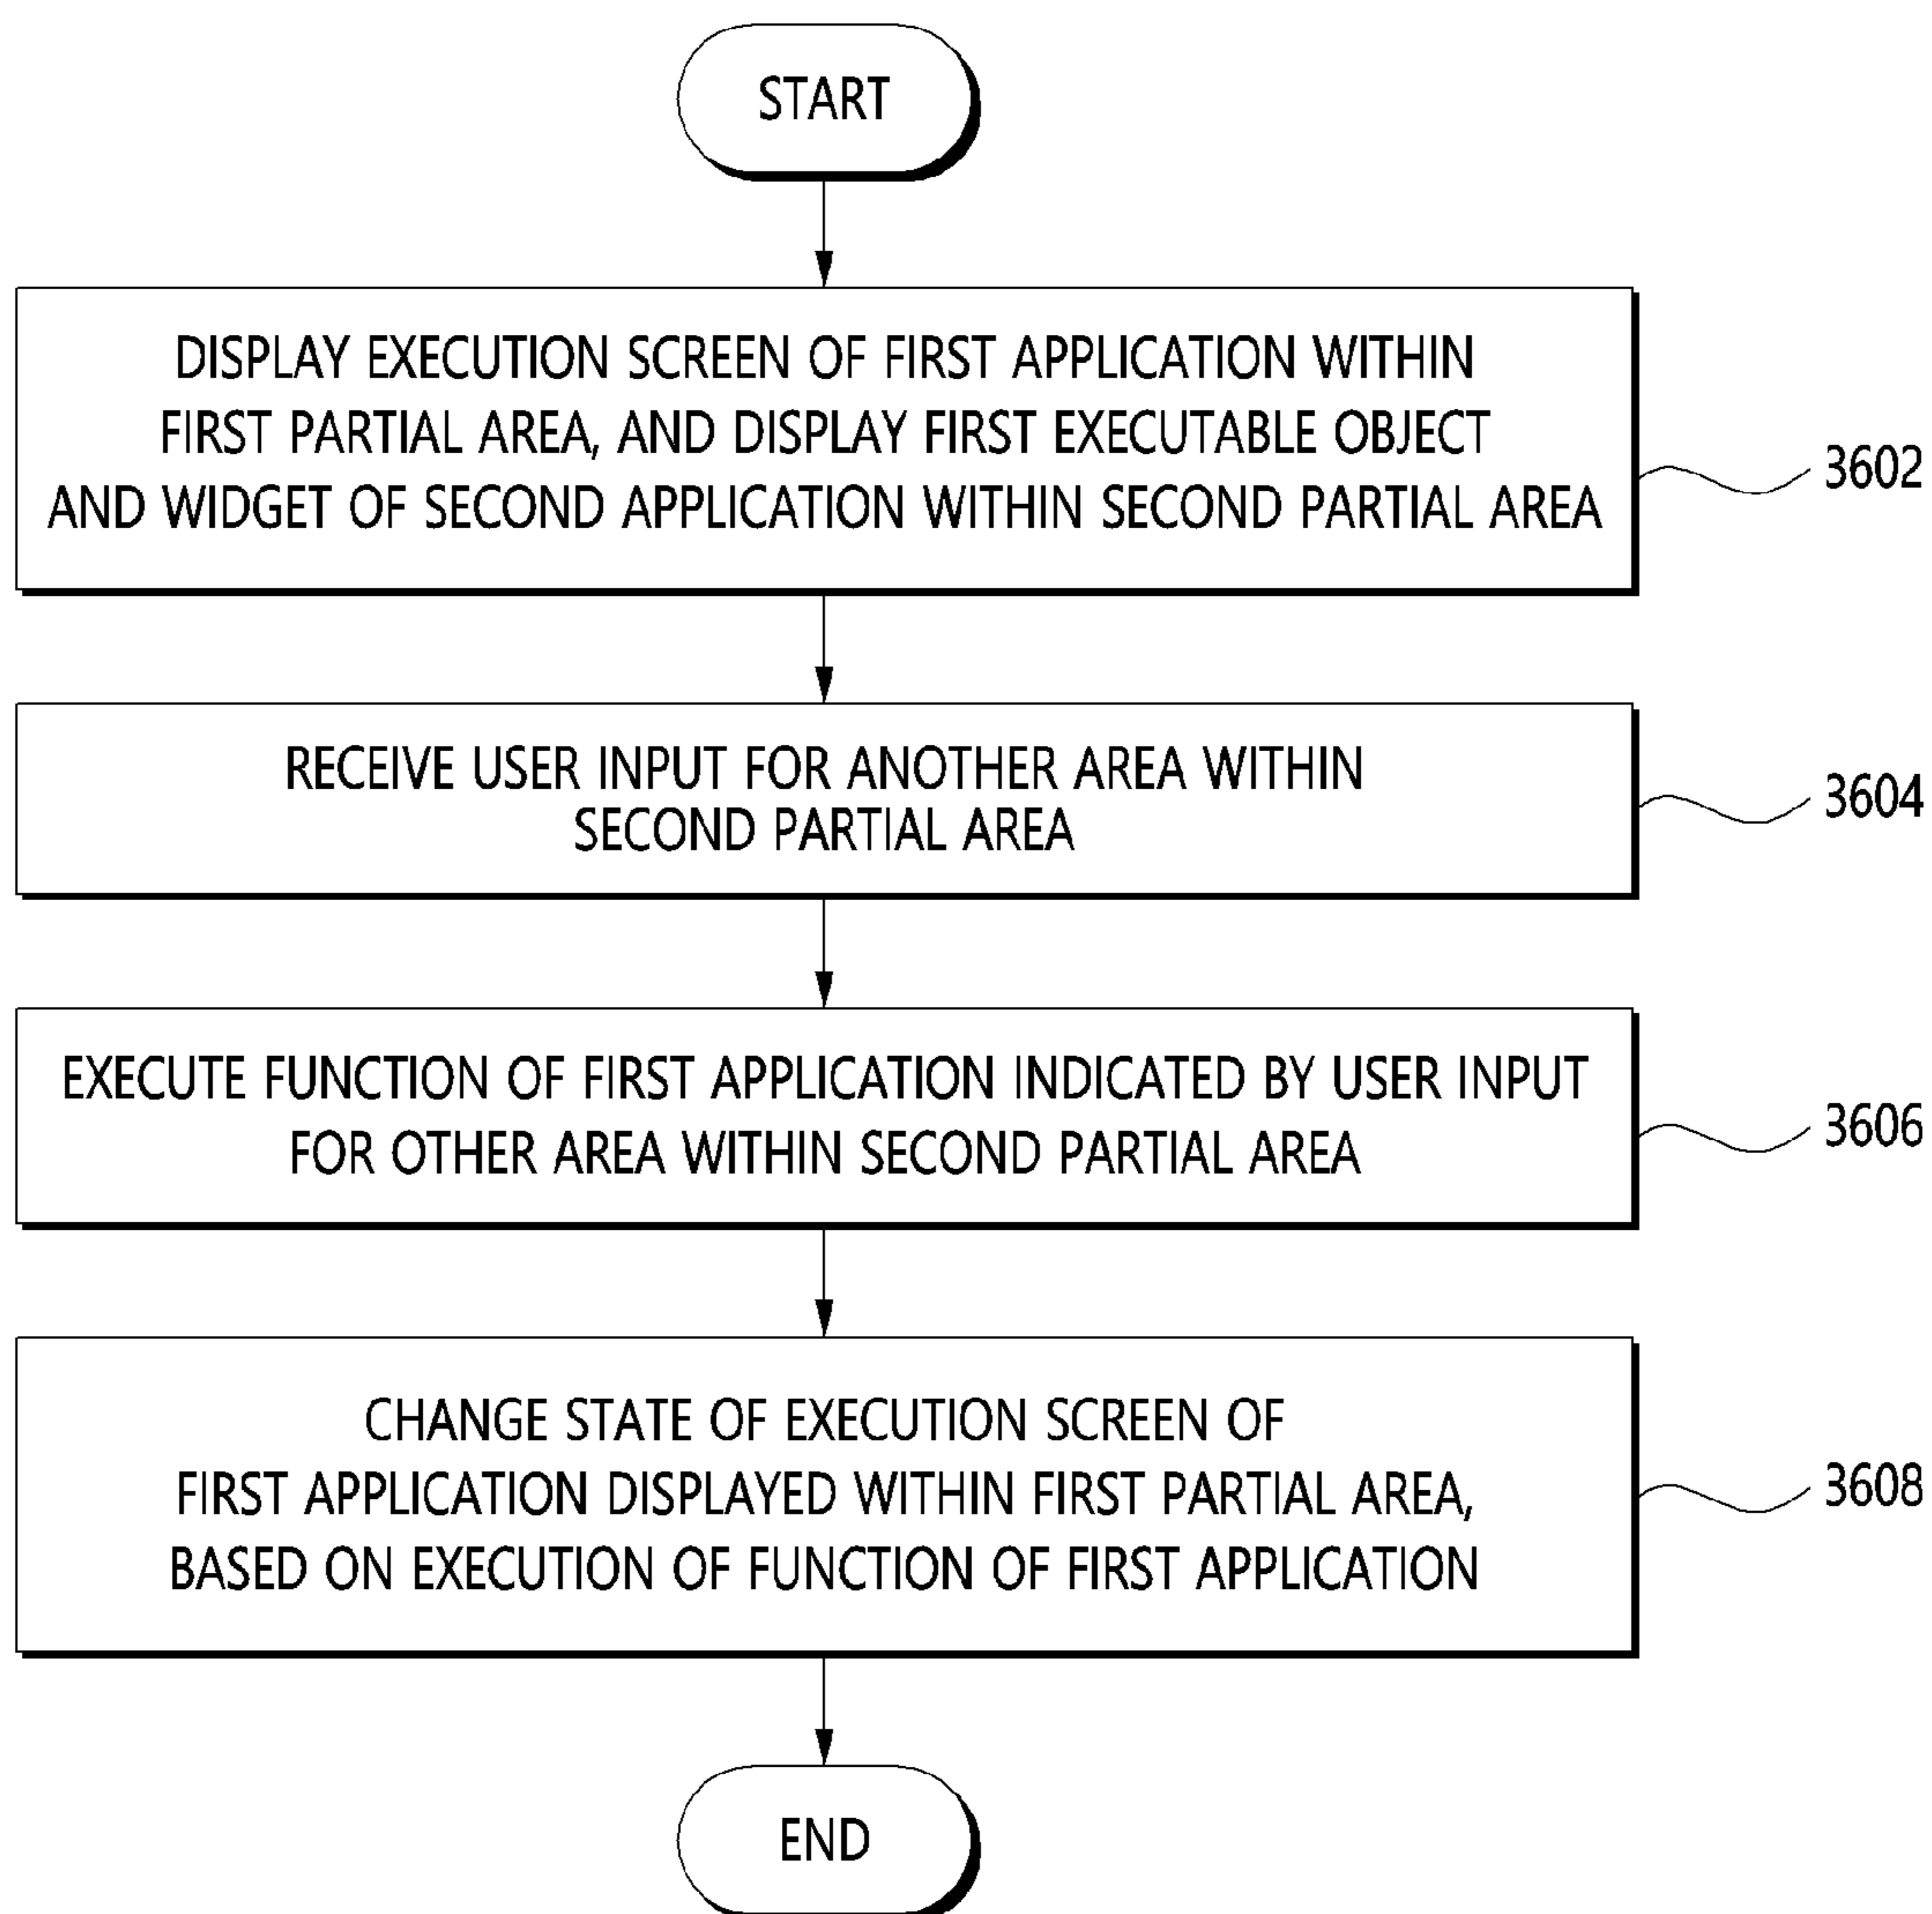 START
DISPLAY EXECUTION SCREEN OF FIRST APPLICATION WITHIN
FIRST PARTIAL AREA, AND DISPLAY FIRST EXECUTABLE OBJECT
AND WIDGET OF SECOND APPLICATION WITHIN SECOND PARTIAL AREA
3602
RECEIVE USER INPUT FOR ANOTHER AREA WITHIN
SECOND PARTIAL AREA
3604
EXECUTE FUNCTION OF FIRST APPLICATION INDICATED BY USER INPUT
FOR OTHER AREA WITHIN SECOND PARTIAL AREA
3606
CHANGE STATE OF EXECUTION SCREEN OF
FIRST APPLICATION DISPLAYED WITHIN FIRST PARTIAL AREA,
BASED ON EXECUTION OF FUNCTION OF FIRST APPLICATION
3608
END